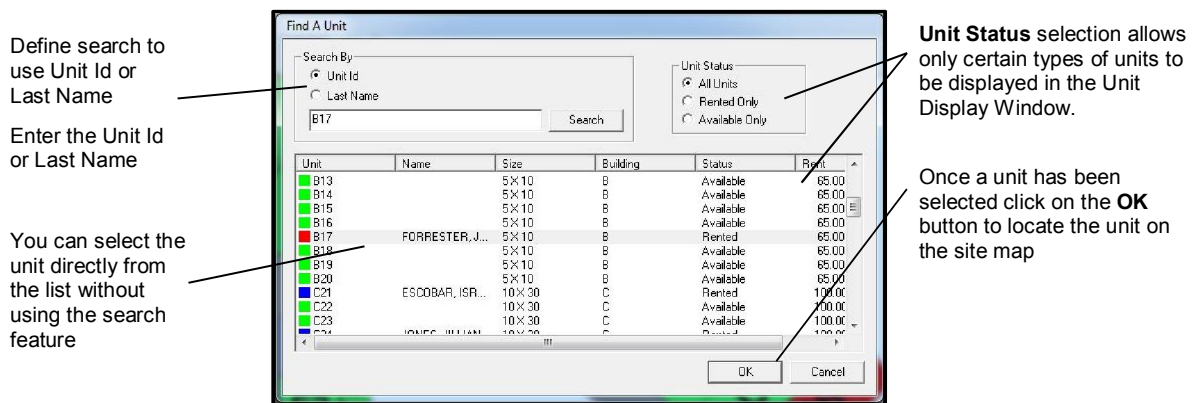 Define search to
use Unit Id or
Last Name
Enter the Unit Id
or Last Name
You can select the
unit directly from
the list without
using the search
feature
Find A Unit
Search By
Unit Id
Last Name
B17 Search
Unit Status
All Units
Rented Only
Available Only
Unit Name Size Building Status Rent
B13 5X10 B Available 65.00
B14 5X10 B Available 65.00
B15 5X10 B Available 65.00
B16 5X10 B Available 65.00
B17 FORRESTER, J... 5X10 B Rented 65.00
B18 5X10 B Available 65.00
B19 5X10 B Available 65.00
B20 5X10 B Available 65.00
C21 ESCOBAR, ISR... 10X30 C Rented 100.00
C22 10X30 C Available 100.00
C23 10X30 C Available 100.00
C24 JONES, JILLIAN 10X30 C Rented 100.00
OK Cancel
Unit Status selection allows
only certain types of units to
be displayed in the Unit
Display Window.
Once a unit has been
selected click on the OK
button to locate the unit on
the site map